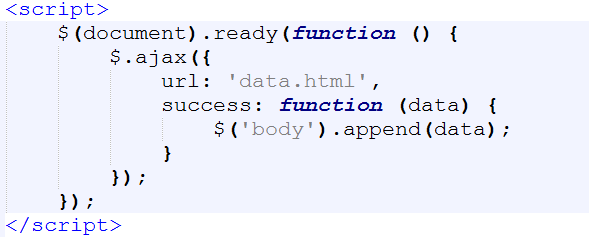 <script>
$(document).ready(function () {
$.ajax({
url: 'data.html',
success: function (data) {
$('body').append(data);
}
});
});
</script>